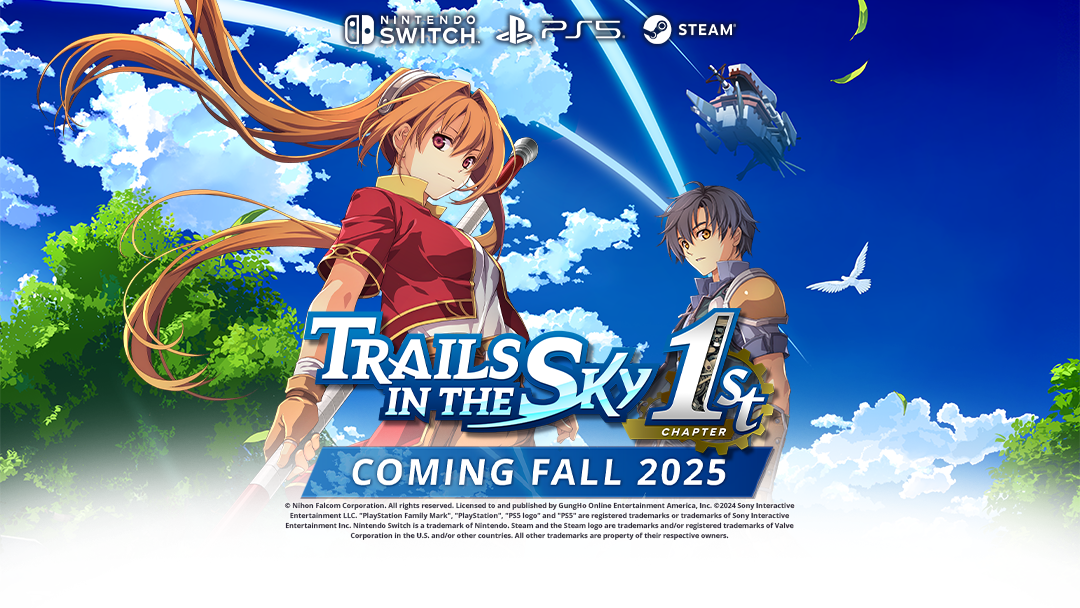 NINTENDO SWITCH. PS5. STEAM®
TRAILS
IN THE SKY 1st
CHAPTER
COMING FALL 2025
© Nihon Falcom Corporation. All rights reserved. Licensed to and published by GungHo Online Entertainment America, Inc. ©2024 Sony Interactive
Entertainment LLC. "PlayStation Family Mark", "PlayStation", "PS5 logo" and "PS5" are registered trademarks or trademarks of Sony Interactive
Entertainment Inc. Nintendo Switch is a trademark of Nintendo. Steam and the Steam logo are trademarks and/or registered trademarks of Valve
Corporation in the U.S. and/or other countries. All other trademarks are property of their respective owners.